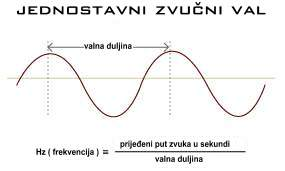 JEDNOSTAVNI ZVUČNI VAL
valna duljina
Hz ( frekvencija ) = prijeđeni put zvuka u sekundi
valna duljina